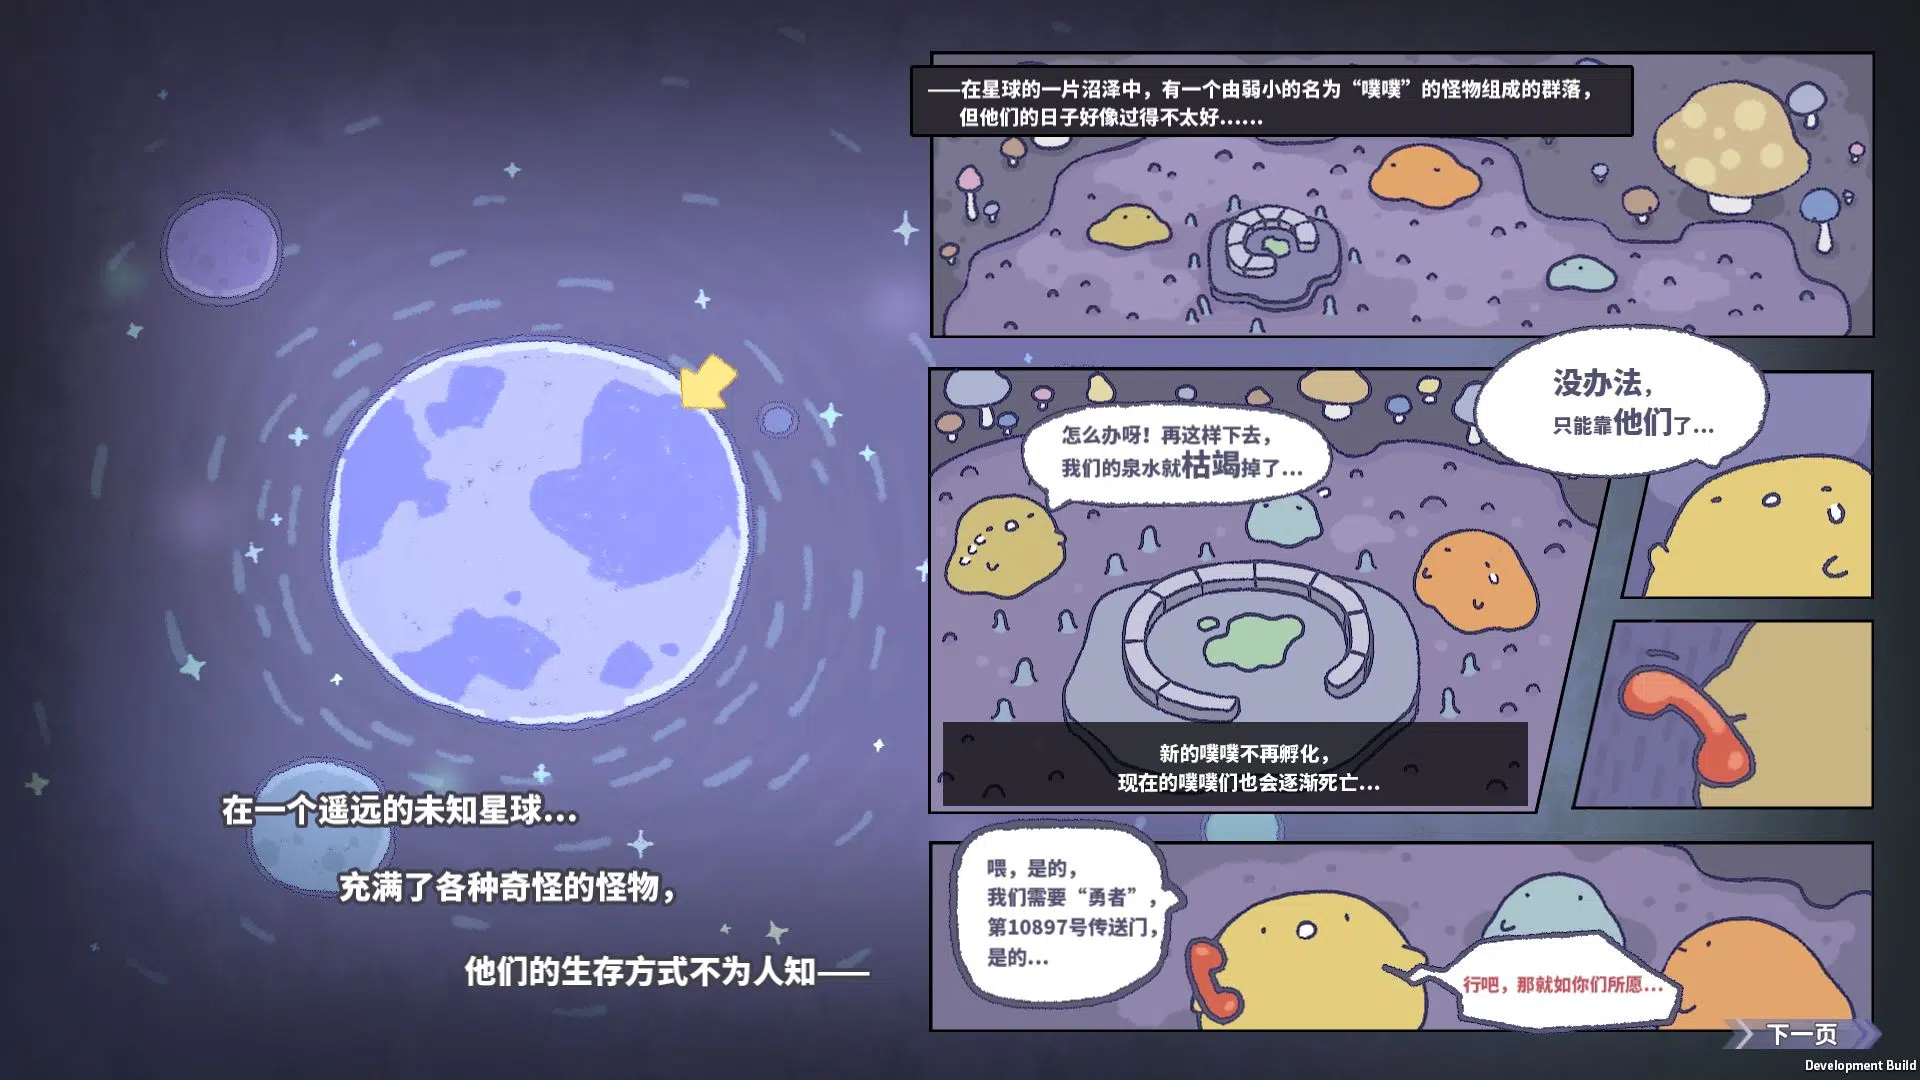 在一个遥远的未知星球...
充满了各种奇怪的怪物，
他们的生存方式不为人知——
——在星球的一片沼泽中，有一个由弱小的名为“噗噗”的怪物组成的群落，
但他们的日子好像过得不太好......
怎么办呀！再这样下去，
我们的泉水就枯竭掉了...
新的噗噗不再孵化，
现在的噗噗们也会逐渐死亡...
没办法，
只能靠他们了...
喂，是的，
我们需要“勇者”，
第10897号传送门，
是的...
行吧，那就如你们所愿...
下一页
Development Build